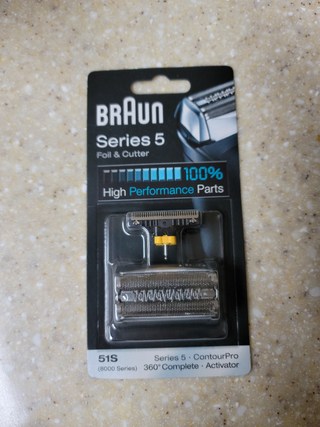 BRAUN
Series 5
Foil & Cutter
100%
High Performance Parts
51S
(8000 Series)
Series 5 · ContourPro
360° Complete · Activator